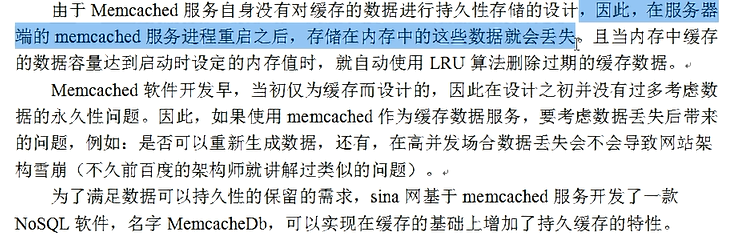 由于 Memcached 服务自身没有对缓存的数据进行持久性存储的设计，因此，在服务器
端的 memcached 服务进程重启之后，存储在内存中的这些数据就会丢失。且当内存中缓存
的数据容量达到启动时设定的内存值时，就自动使用 LRU 算法删除过期的缓存数据。
Memcached 软件开发早，当初仅为缓存而设计的，因此在设计之初并没有过多考虑数
据的永久性问题。因此，如果使用 memcached 作为缓存数据服务，要考虑数据丢失后带来
的问题，例如：是否可以重新生成数据，还有，在高并发场合数据丢失会不会导致网站架
构雪崩（不久前百度的架构师就讲解过类似的问题）。
为了满足数据可以持久性的保留的需求，sina 网基于 memcached 服务开发了一款
NoSQL 软件，名字 MemcacheDb，可以实现在缓存的基础上增加了持久缓存的特性。